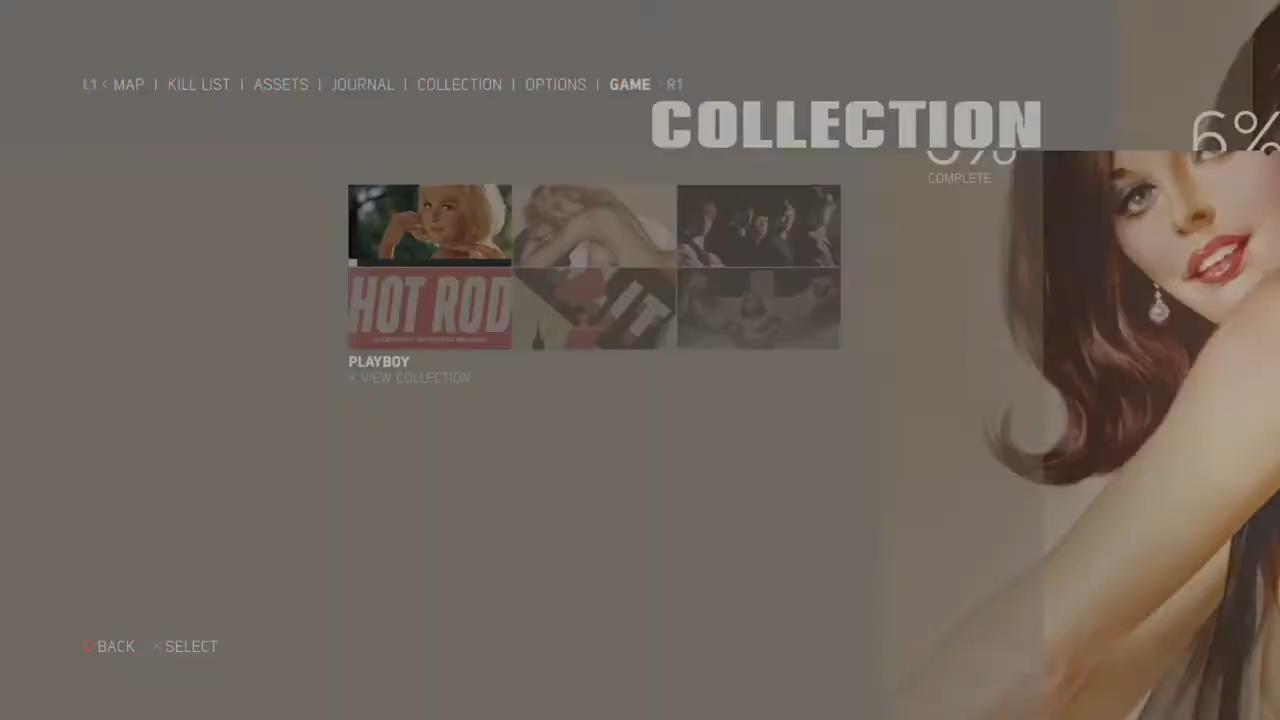 L1 < MAP | KILL LIST | ASSETS | JOURNAL | COLLECTION | OPTIONS | GAME > R1
COLLECTION
6%
COMPLETE
HOT ROD
PLAYBOY
× VIEW COLLECTION
○ BACK × SELECT